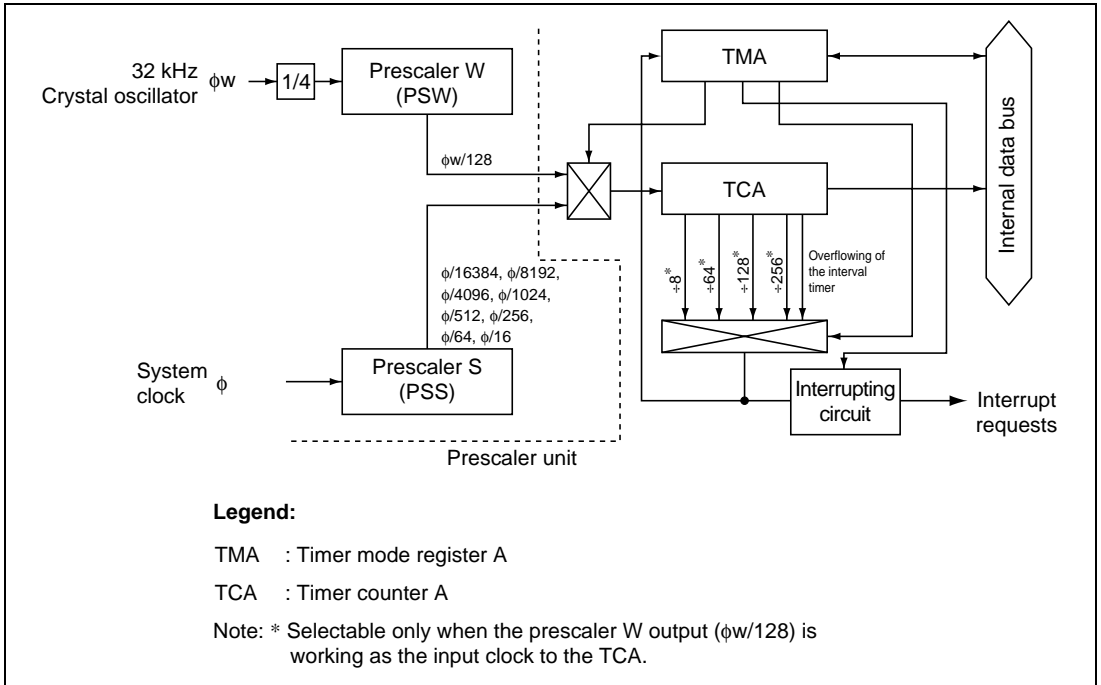 32 kHz
Crystal oscillator
ϕw
1/4
Prescaler W
(PSW)
ϕw/128
TMA
TCA
Internal data bus
÷8*
÷64*
÷128*
÷256*
Overflowing of
the interval
timer
ϕ/16384, ϕ/8192,
ϕ/4096, ϕ/1024,
ϕ/512, ϕ/256,
ϕ/64, ϕ/16
System
clock
ϕ
Prescaler S
(PSS)
Interrupting
circuit
Interrupt
requests
Prescaler unit
Legend:
TMA : Timer mode register A
TCA : Timer counter A
Note: * Selectable only when the prescaler W output (ϕw/128) is
working as the input clock to the TCA.